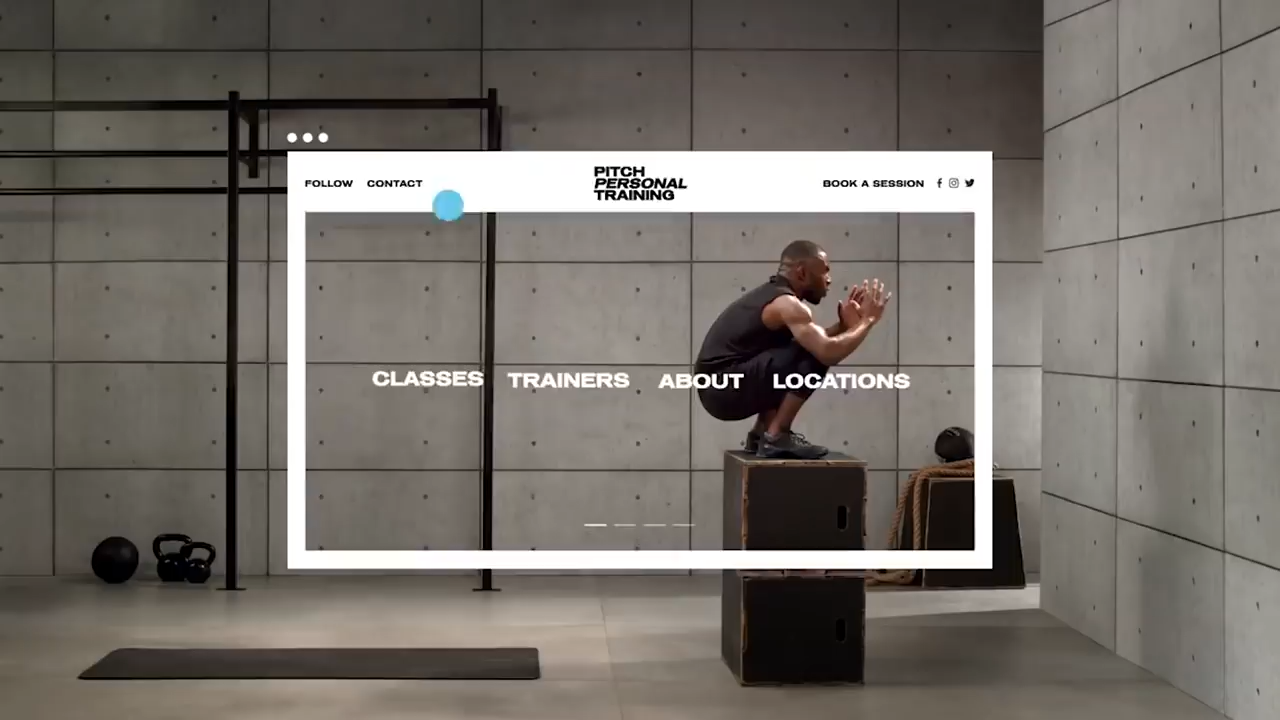 FOLLOW CONTACT
PITCH
PERSONAL
TRAINING
BOOK A SESSION
CLASSES TRAINERS ABOUT LOCATIONS